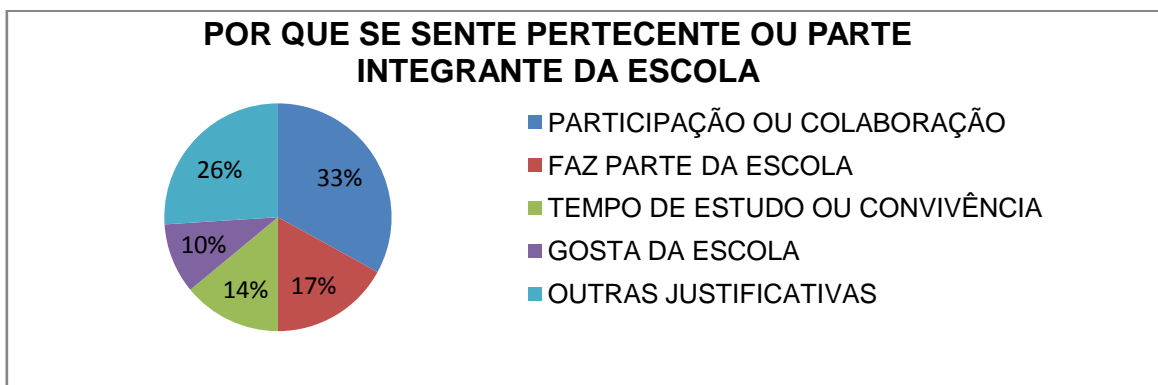 POR QUE SE SENTE PERTECENTE OU PARTE
INTEGRANTE DA ESCOLA
26%
33%
10%
14%
17%
PARTICIPAÇÃO OU COLABORAÇÃO
FAZ PARTE DA ESCOLA
TEMPO DE ESTUDO OU CONVIVÊNCIA
GOSTA DA ESCOLA
OUTRAS JUSTIFICATIVAS